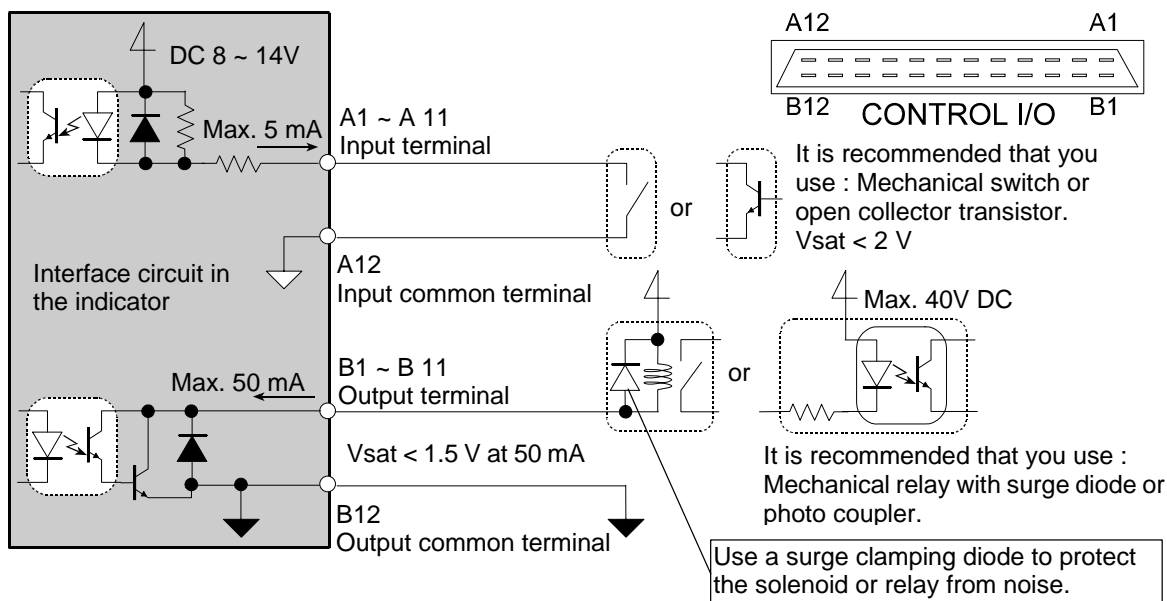 DC 8 ~ 14V
Max. 5 mA
A1 ~ A 11
Input terminal
A12
Input common terminal
Interface circuit in
the indicator
or
A12 A1
B12 B1
CONTROL I/O
It is recommended that you
use : Mechanical switch or
open collector transistor.
Vsat < 2 V
Max. 50 mA
B1 ~ B 11
Output terminal
Vsat < 1.5 V at 50 mA
B12
Output common terminal
or
Max. 40V DC
It is recommended that you use :
Mechanical relay with surge diode or
photo coupler.
Use a surge clamping diode to protect
the solenoid or relay from noise.